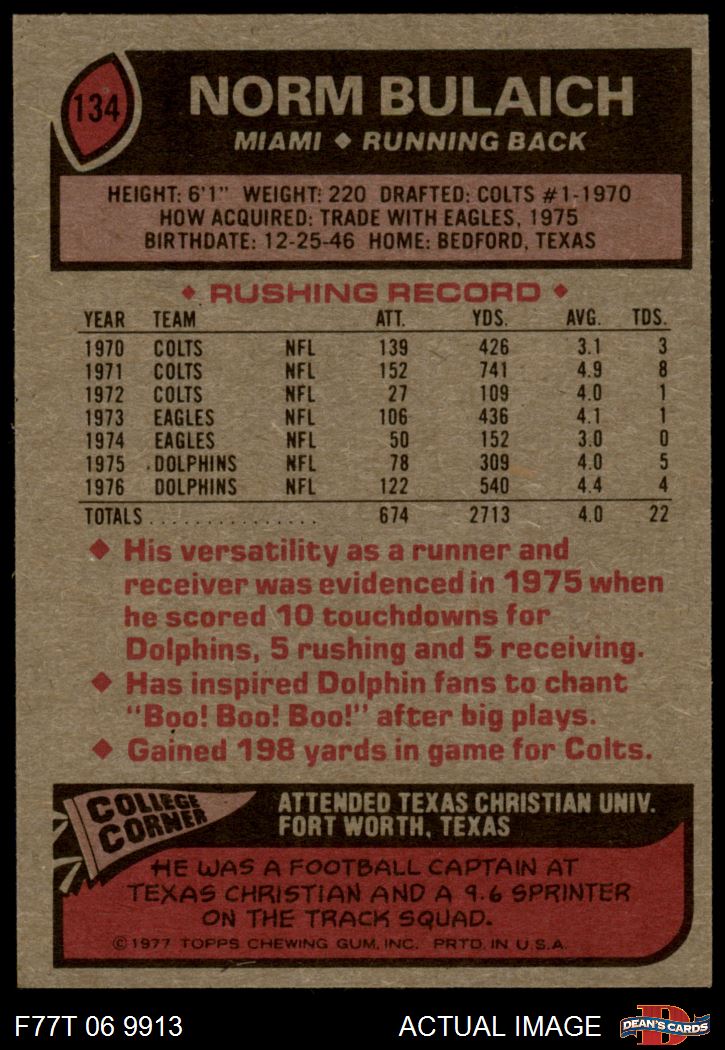 134
NORM BULAICH
MIAMI ◆ RUNNING BACK
HEIGHT: 6'1" WEIGHT: 220 DRAFTED: COLTS #1-1970
HOW ACQUIRED: TRADE WITH EAGLES, 1975
BIRTHDATE: 12-25-46 HOME: BEDFORD, TEXAS
◆ RUSHING RECORD ◆
YEAR TEAM ATT. YDS. AVG. TDS.
1970 COLTS NFL 139 426 3.1 3
1971 COLTS NFL 152 741 4.9 8
1972 COLTS NFL 27 109 4.0 1
1973 EAGLES NFL 106 436 4.1 1
1974 EAGLES NFL 50 152 3.0 0
1975 DOLPHINS NFL 78 309 4.0 5
1976 DOLPHINS NFL 122 540 4.4 4
TOTALS . . . . . . . . . . . . . . . 674 2713 4.0 22
◆ His versatility as a runner and
receiver was evidenced in 1975 when
he scored 10 touchdowns for
Dolphins, 5 rushing and 5 receiving.
◆ Has inspired Dolphin fans to chant
"Boo! Boo! Boo!" after big plays.
◆ Gained 198 yards in game for Colts.
COLLEGE
CORNER
ATTENDED TEXAS CHRISTIAN UNIV.
FORT WORTH, TEXAS
HE WAS A FOOTBALL CAPTAIN AT
TEXAS CHRISTIAN AND A 9.6 SPRINTER
ON THE TRACK SQUAD.
©1977 TOPPS CHEWING GUM, INC. PRTD. IN U.S.A.
F77T 06 9913 ACTUAL IMAGE
D
DEAN'S CARDS